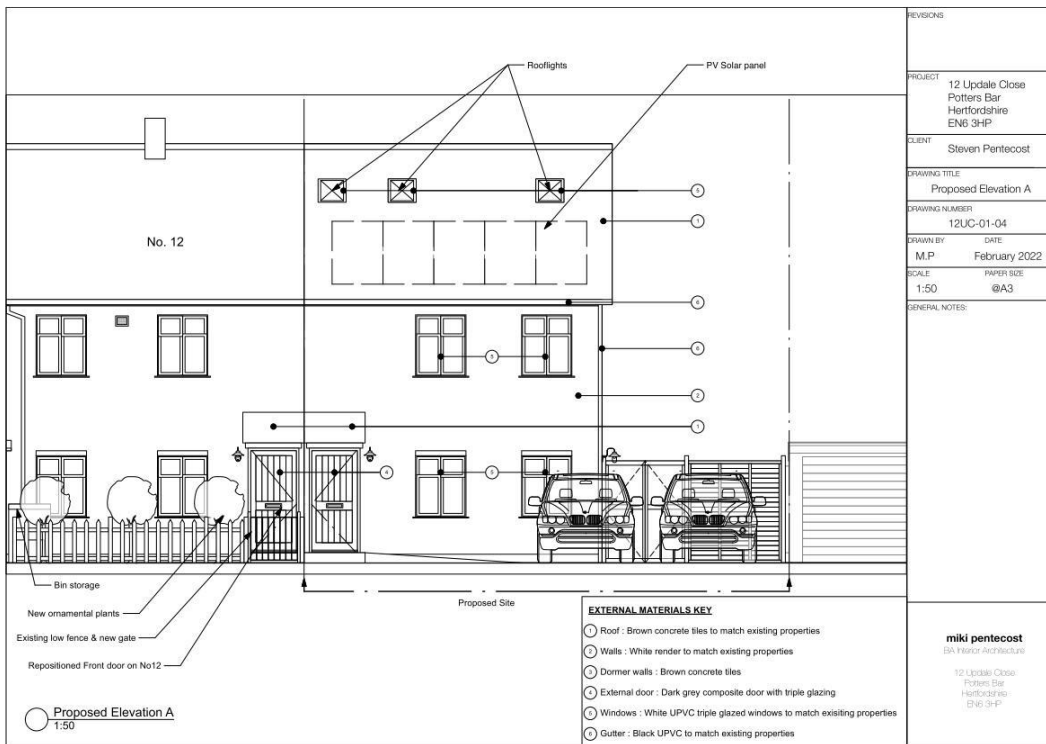 Rooflights
PV Solar panel
No. 12
5
1
6
6
5
2
1
4
5
Bin storage
New ornamental plants
Existing low fence & new gate
Repositioned Front door on No12
Proposed Site
Proposed Elevation A
1:50
EXTERNAL MATERIALS KEY
1 Roof : Brown concrete tiles to match existing properties
2 Walls : White render to match existing properties
3 Dormer walls : Brown concrete tiles
4 External door : Dark grey composite door with triple glazing
5 Windows : White UPVC triple glazed windows to match exisiting properties
6 Gutter : Black UPVC to match existing properties
REVISIONS
PROJECT
12 Updale Close
Potters Bar
Hertfordshire
EN6 3HP
CLIENT
Steven Pentecost
DRAWING TITLE
Proposed Elevation A
DRAWING NUMBER
12UC-01-04
DRAWN BY DATE
M.P February 2022
SCALE PAPER SIZE
1:50 @A3
GENERAL NOTES:
miki pentecost
BA Interior Architecture
12 Updale Close
Potters Bar
Hertfordshire
EN6 3HP